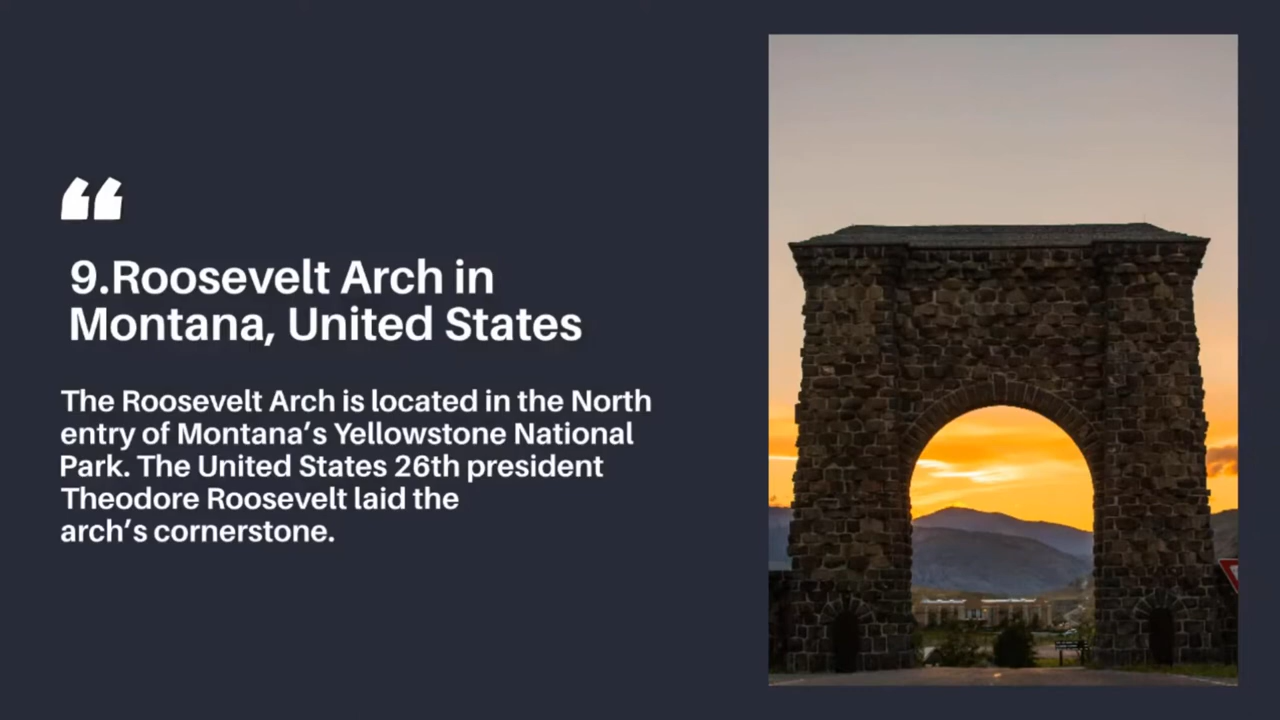 “
9.Roosevelt Arch in
Montana, United States
The Roosevelt Arch is located in the North
entry of Montana’s Yellowstone National
Park. The United States 26th president
Theodore Roosevelt laid the
arch’s cornerstone.